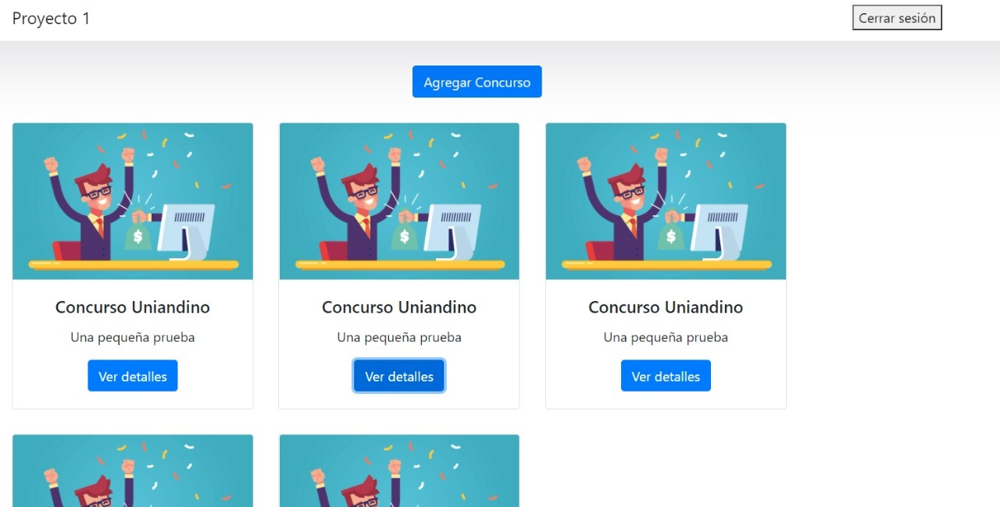 Proyecto 1
Cerrar sesión
Agregar Concurso
$
$
$
Concurso Uniandino
Concurso Uniandino
Concurso Uniandino
Una pequeña prueba
Una pequeña prueba
Una pequeña prueba
Ver detalles
Ver detalles
Ver detalles